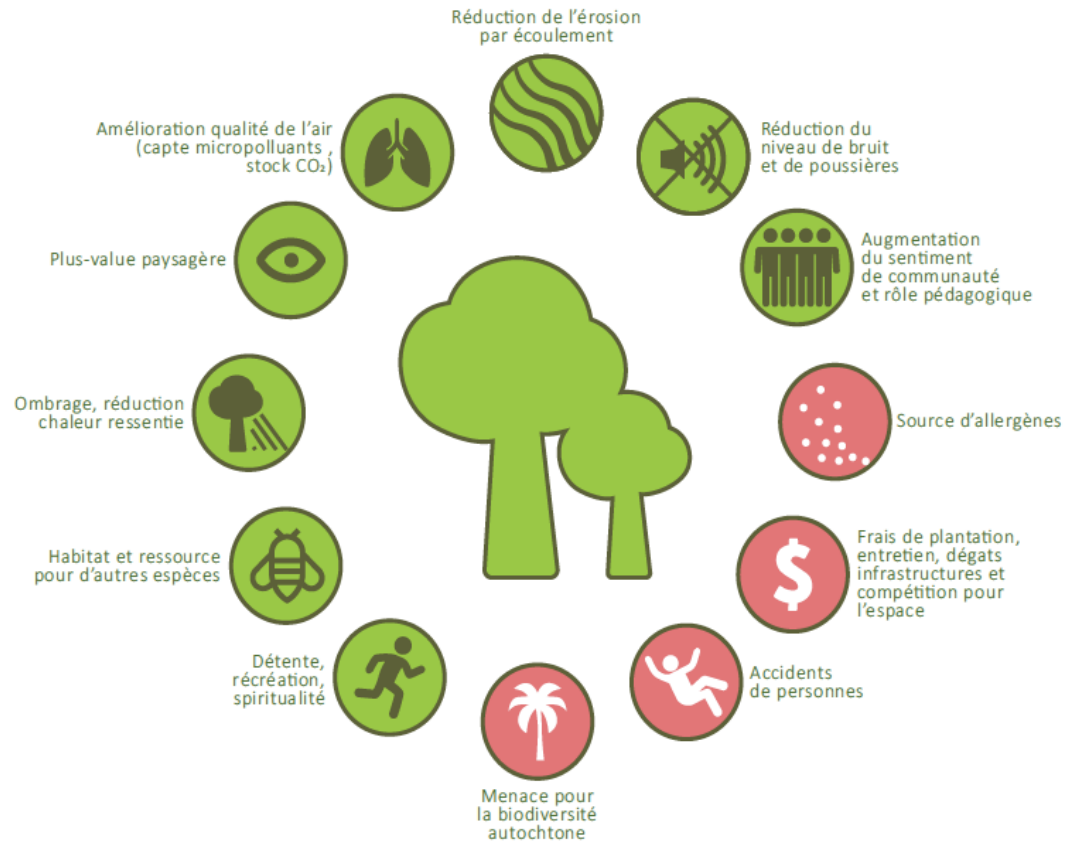 Réduction de l'érosion
par écoulement
Amélioration qualité de l'air
(capte micropolluants ,
stock CO₂)
Réduction du
niveau de bruit
et de poussières
Plus-value paysagère
Augmentation
du sentiment
de communauté
et rôle pédagogique
Ombrage, réduction
chaleur ressentie
Source d'allergènes
Habitat et ressource
pour d'autres espèces
Frais de plantation,
entretien, dégats
infrastructures et
compétition pour
l'espace
Détente,
récréation,
spiritualité
Accidents
de personnes
Menace pour
la biodiversité
autochtone
$